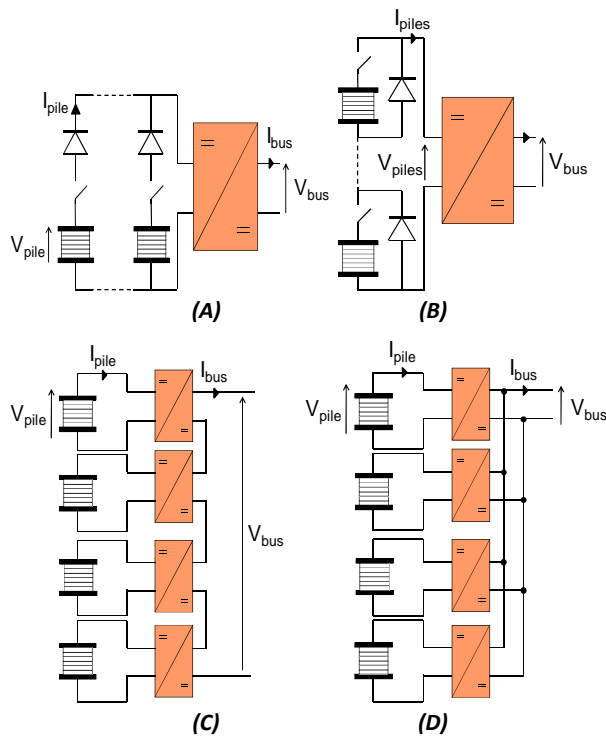 I_pile
I_bus
V_bus
V_pile
(A)
I_piles
V_piles
V_bus
(B)
I_pile
I_bus
V_pile
V_bus
(C)
I_pile
I_bus
V_pile
V_bus
(D)